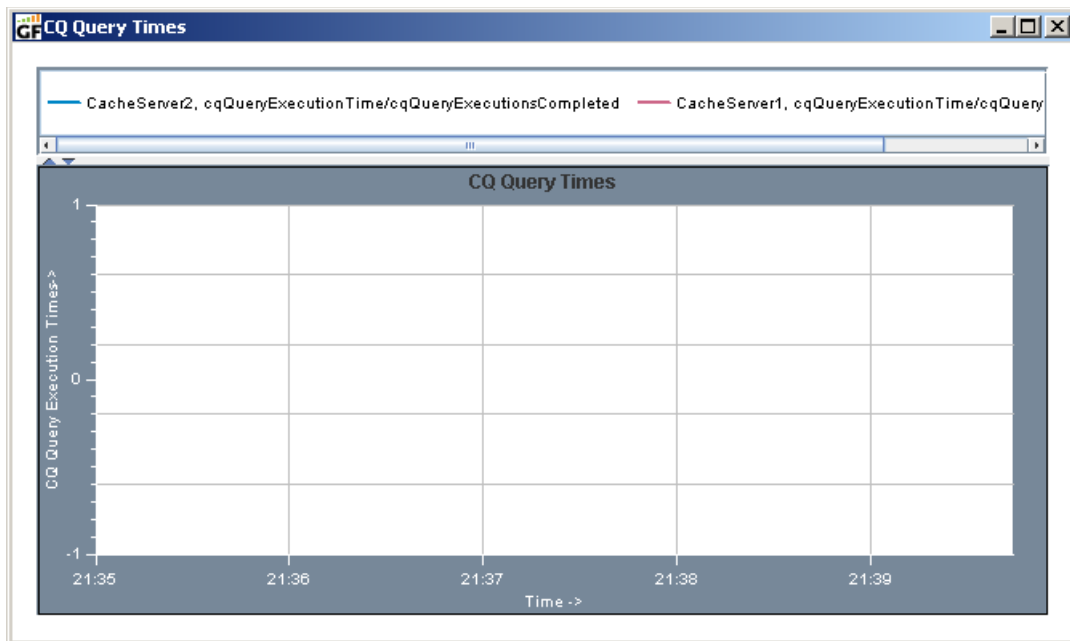 GF CQ Query Times
CacheServer2, cqQueryExecutionTime/cqQueryExecutionsCompleted CacheServer1, cqQueryExecutionTime/cqQuery
CQ Query Times
CQ Query Execution Times->
1
0
-1
21:35 21:36 21:37 21:38 21:39
Time ->